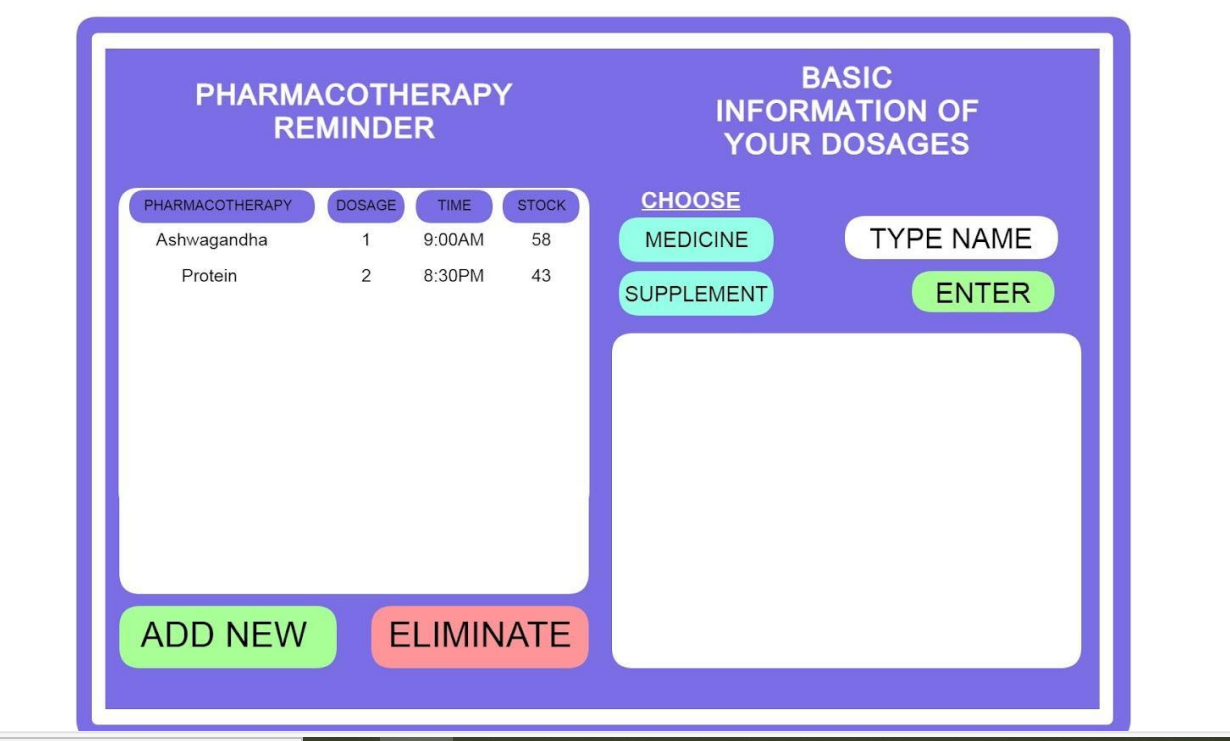 PHARMACOTHERAPY
REMINDER
PHARMACOTHERAPY DOSAGE TIME STOCK
Ashwagandha 1 9:00AM 58
Protein 2 8:30PM 43
ADD NEW ELIMINATE
BASIC
INFORMATION OF
YOUR DOSAGES
CHOOSE
MEDICINE TYPE NAME
SUPPLEMENT ENTER